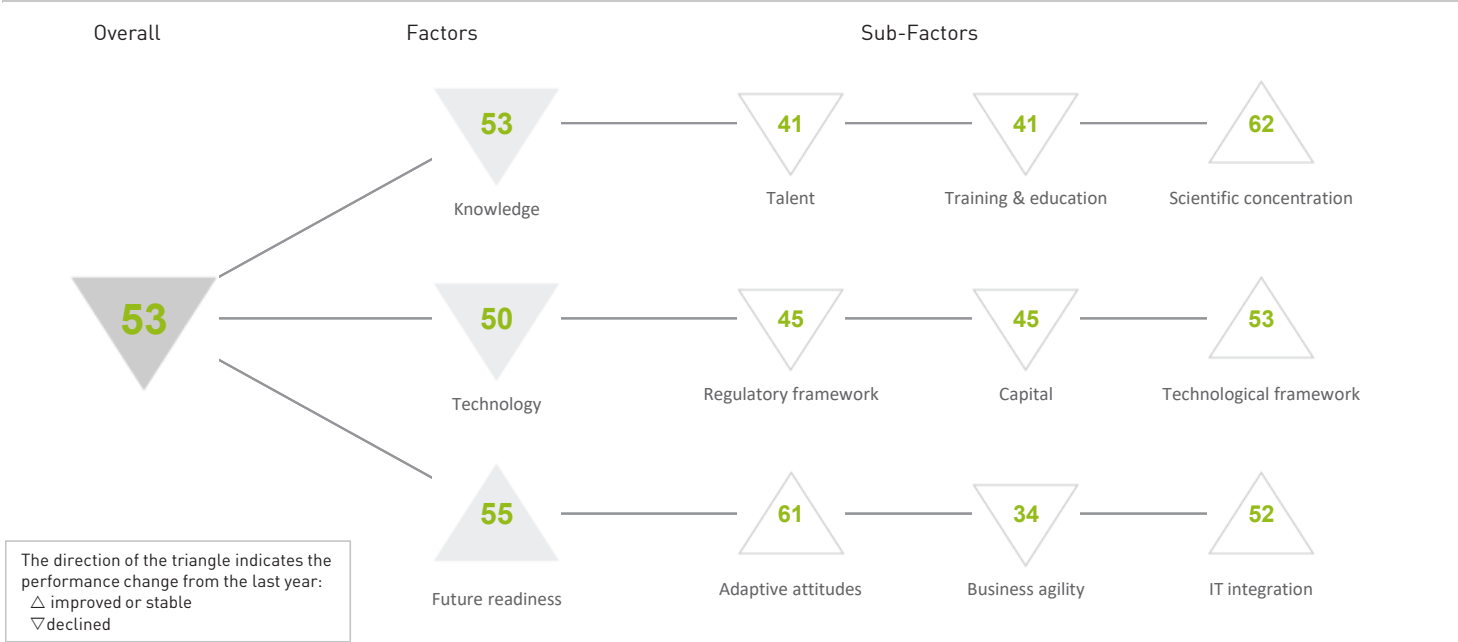 Overall
Factors
Sub-Factors
53
Knowledge
41
Talent
41
Training & education
62
Scientific concentration
53
50
Technology
45
Regulatory framework
45
Capital
53
Technological framework
55
Future readiness
61
Adaptive attitudes
34
Business agility
52
IT integration
The direction of the triangle indicates the
performance change from the last year:
△ improved or stable
▽ declined